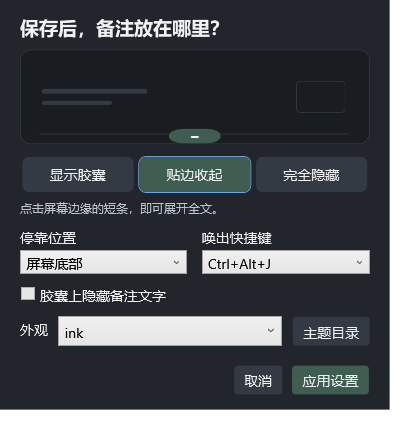 保存后，备注放在哪里？
显示胶囊 贴边收起 完全隐藏
点击屏幕边缘的短条，即可展开全文。
停靠位置 唤出快捷键
屏幕底部 Ctrl+Alt+J
胶囊上隐藏备注文字
外观 ink 主题目录
取消 应用设置